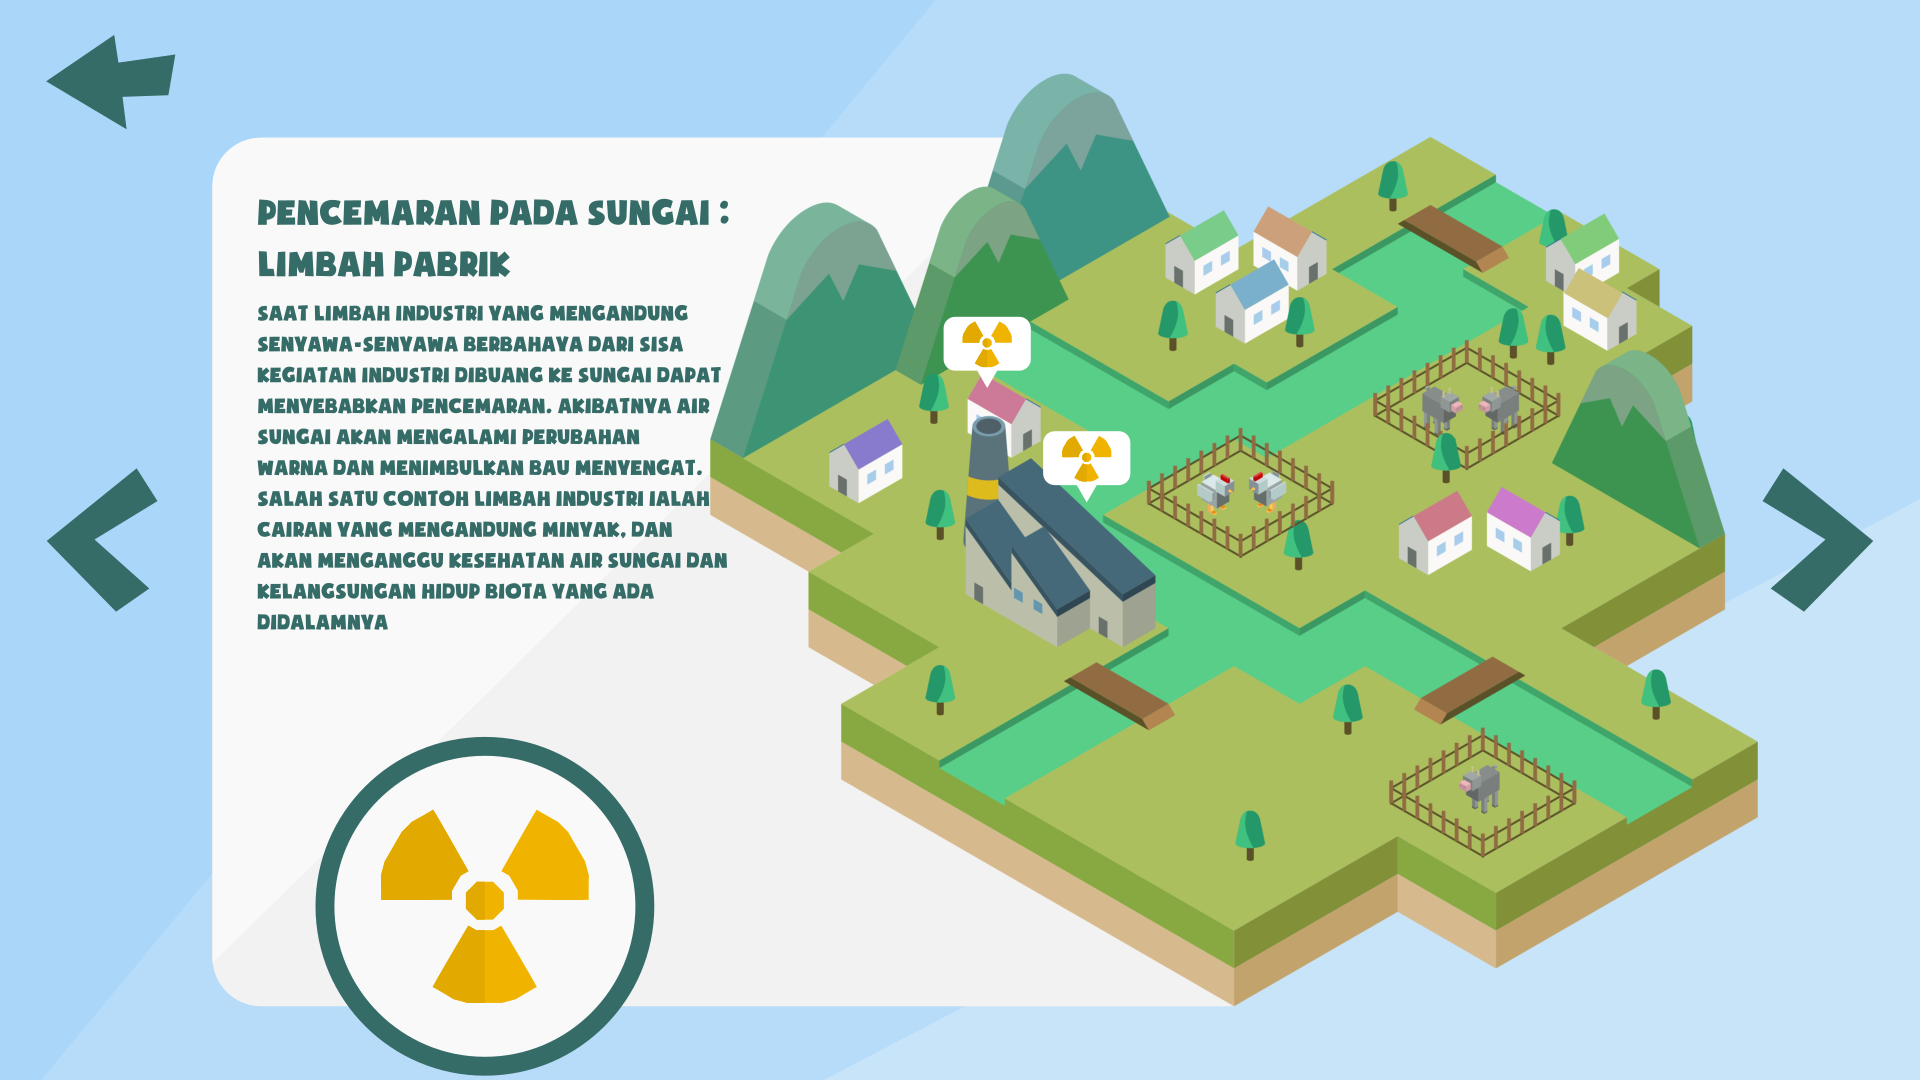 PENCEMARAN PADA SUNGAI :
LIMBAH PABRIK
SAAT LIMBAH INDUSTRI YANG MENGANDUNG
SENYAWA-SENYAWA BERBAHAYA DARI SISA
KEGIATAN INDUSTRI DIBUANG KE SUNGAI DAPAT
MENYEBABKAN PENCEMARAN. AKIBATNYA AIR
SUNGAI AKAN MENGALAMI PERUBAHAN
WARNA DAN MENIMBULKAN BAU MENYENGAT.
SALAH SATU CONTOH LIMBAH INDUSTRI IALAH
CAIRAN YANG MENGANDUNG MINYAK, DAN
AKAN MENGANGGU KESEHATAN AIR SUNGAI DAN
KELANGSUNGAN HIDUP BIOTA YANG ADA
DIDALAMNYA